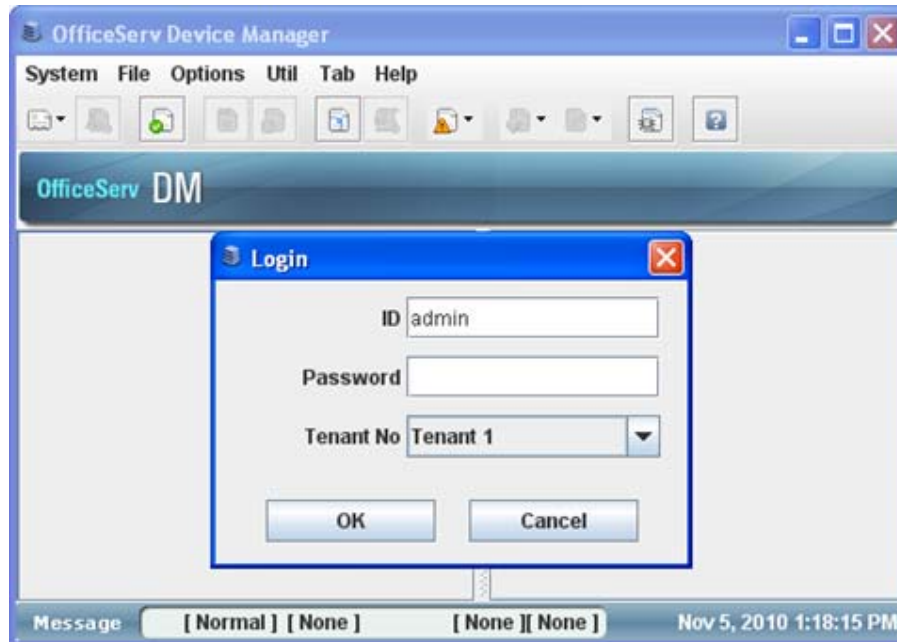 OfficeServ Device Manager
System File Options Util Tab Help
OfficeServ DM
Login
ID admin
Password
Tenant No Tenant 1
OK Cancel
Message [ Normal ] [ None ] [ None ][ None ] Nov 5, 2010 1:18:15 PM